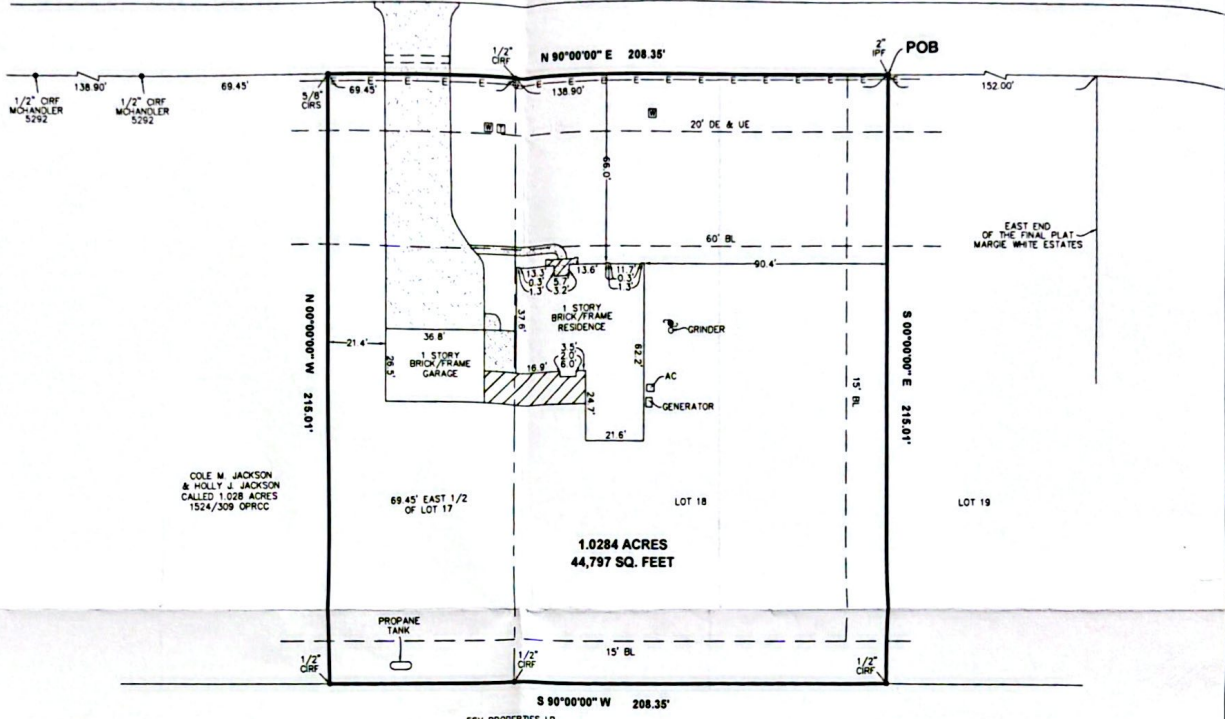 N 90°00'00" E 208.35'
1/2"
CIRF
2"
IPF
POB
138.90'
69.45'
1/2" CIRF
MCHANDLER
5292
1/2" CIRF
MCHANDLER
5292
5/8"
CIRS
69.45'
E E E E E E E E E E E E E E
138.90'
152.00'
W T
W
20' DE & UE
66.0'
EAST END
OF THE FINAL PLAT
MARGIE WHITE ESTATES
60' BL
90.4'
13.3'
0.3'
1.3'
5.7'
3.2'
13.6'
11.7'
0.3'
1.3'
1 STORY
BRICK/FRAME
RESIDENCE
37.6'
GRINDER
N 00°00'00" W 215.01'
21.4'
36.8'
1 STORY
BRICK/FRAME
GARAGE
26.5'
3.5'
2.0'
6.0'
16.9'
62.2'
24.7'
21.6'
AC
GENERATOR
15' BL
S 00°00'00" E 215.01'
COLE M. JACKSON
& HOLLY J. JACKSON
CALLED 1.028 ACRES
1524/309 OPRCC
69.45' EAST 1/2
OF LOT 17
LOT 18
LOT 19
1.0284 ACRES
44,797 SQ. FEET
PROPANE
TANK
15' BL
1/2"
CIRF
1/2"
CIRF
1/2"
CIRF
S 90°00'00" W 208.35'
PROPERTIES LP